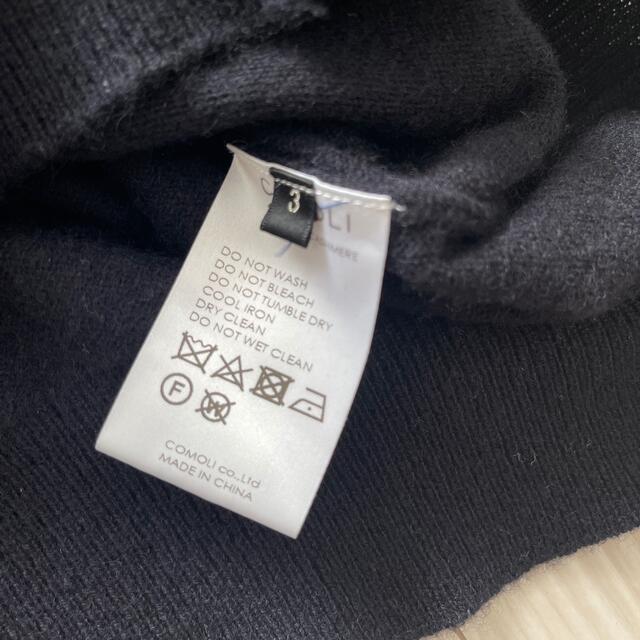 3
DO NOT WASH
DO NOT BLEACH
DO NOT TUMBLE DRY
COOL IRON
DRY CLEAN
DO NOT WET CLEAN
F
COMOLI co.,Ltd
MADE IN CHINA